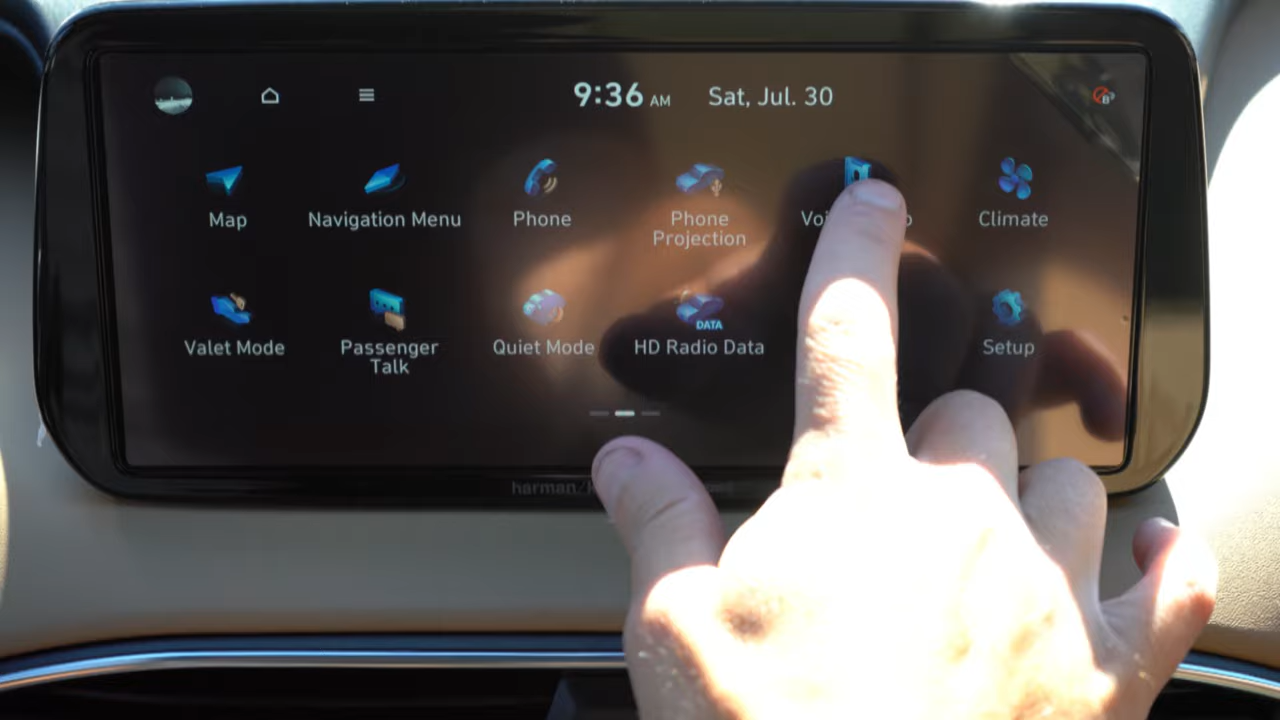 9:36 AM Sat, Jul. 30
Map
Navigation Menu
Phone
Phone
Projection
Climate
Valet Mode
Passenger
Talk
Quiet Mode
DATA
HD Radio Data
Setup
harman/